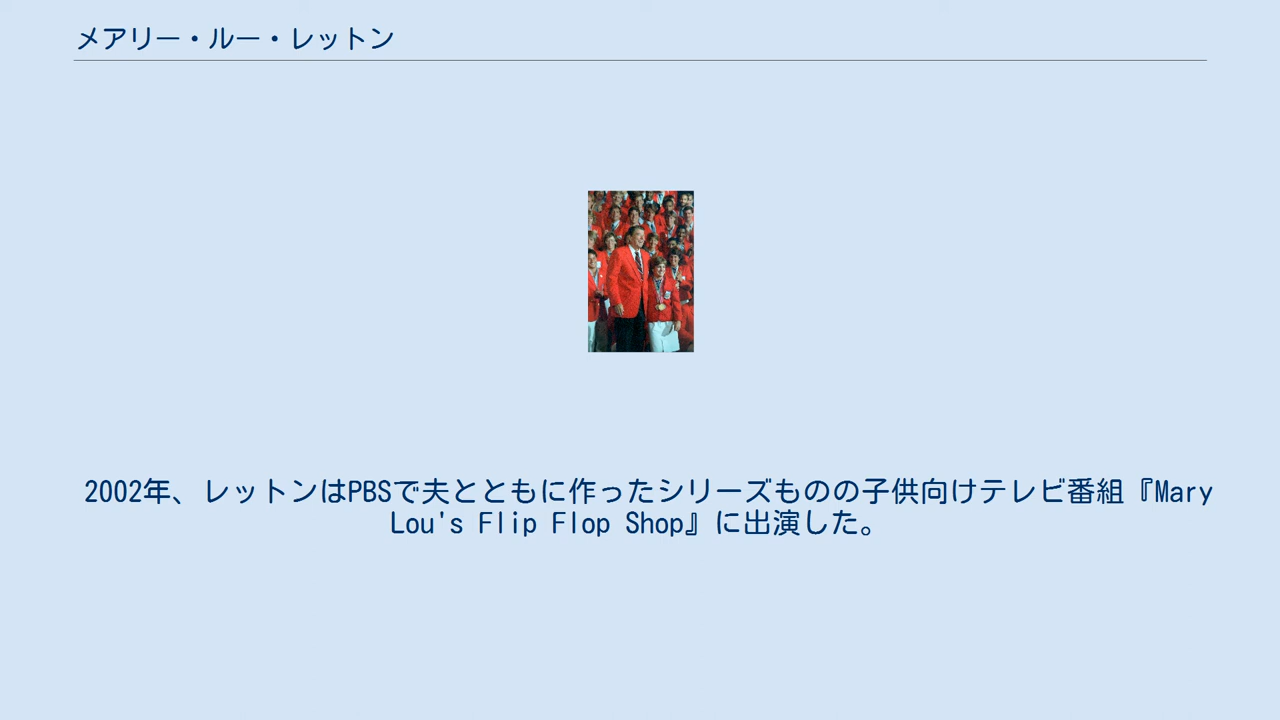 メアリー・ルー・レットン
2002年、レットンはPBSで夫とともに作ったシリーズものの子供向けテレビ番組『Mary
Lou's Flip Flop Shop』に出演した。